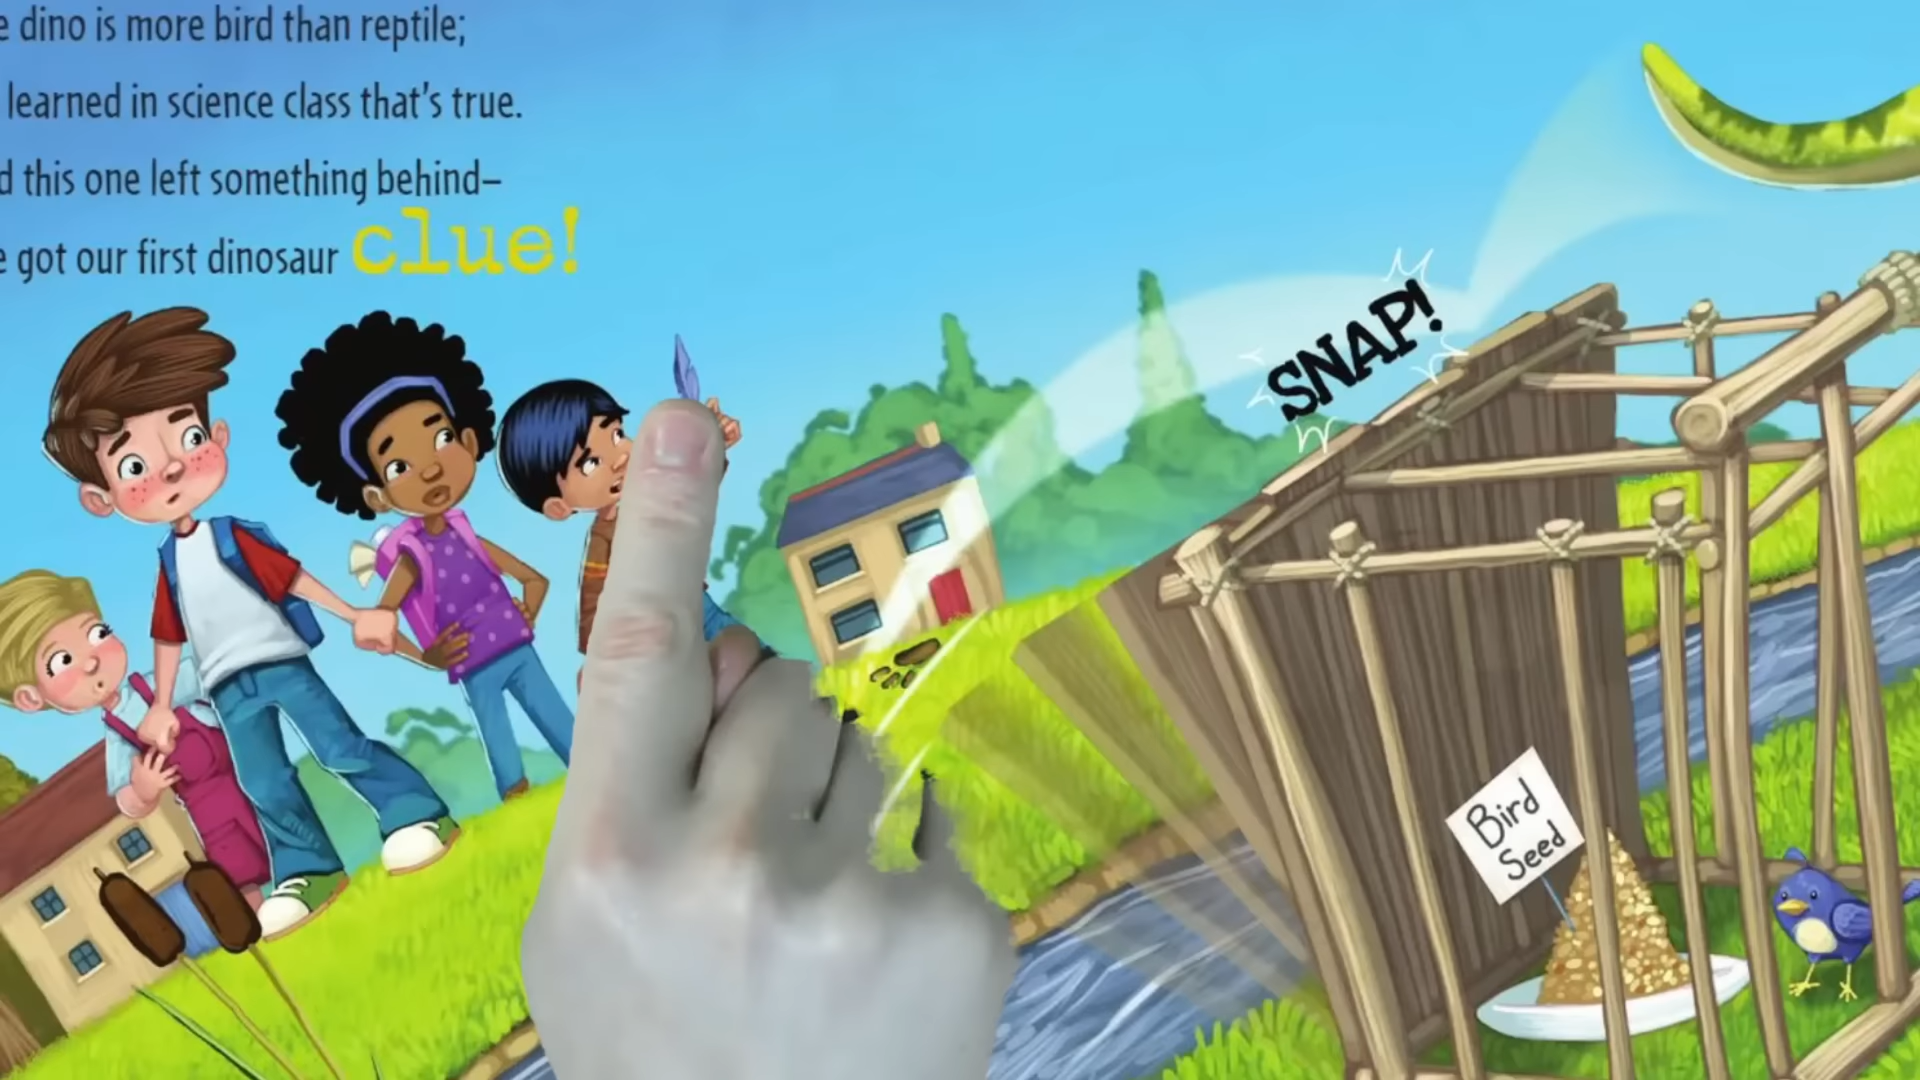 dino is more bird than reptile;
learned in science class that's true.
this one left something behind–
got our first dinosaur clue!
SNAP!
Bird
Seed